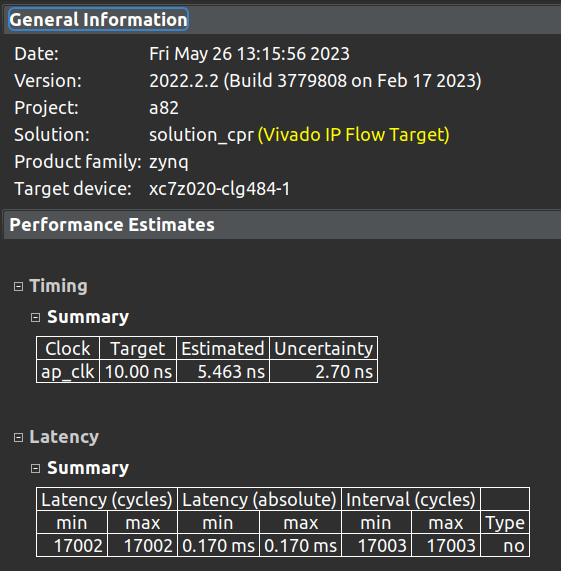 General Information
Date: Fri May 26 13:15:56 2023
Version: 2022.2.2 (Build 3779808 on Feb 17 2023)
Project: a82
Solution: solution_cpr (Vivado IP Flow Target)
Product family: zynq
Target device: xc7z020-clg484-1
Performance Estimates
Timing
Summary
Clock Target Estimated Uncertainty
ap_clk 10.00 ns 5.463 ns 2.70 ns
Latency
Summary
Latency (cycles) Latency (absolute) Interval (cycles)
min max min max min max Type
17002 17002 0.170 ms 0.170 ms 17003 17003 no